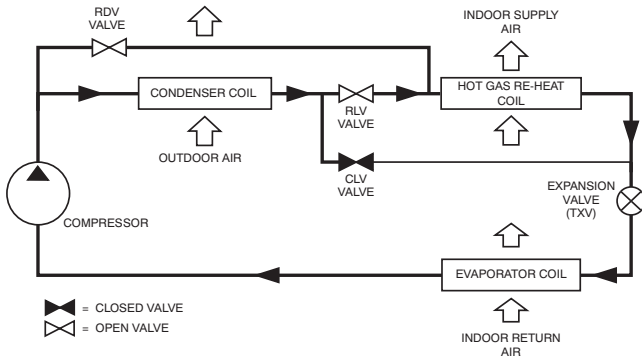 RDV
VALVE
INDOOR SUPPLY
AIR
CONDENSER COIL
RLV
VALVE
HOT GAS RE-HEAT
COIL
OUTDOOR AIR
CLV
VALVE
EXPANSION
VALVE
(TXV)
COMPRESSOR
EVAPORATOR COIL
= CLOSED VALVE
= OPEN VALVE
INDOOR RETURN
AIR